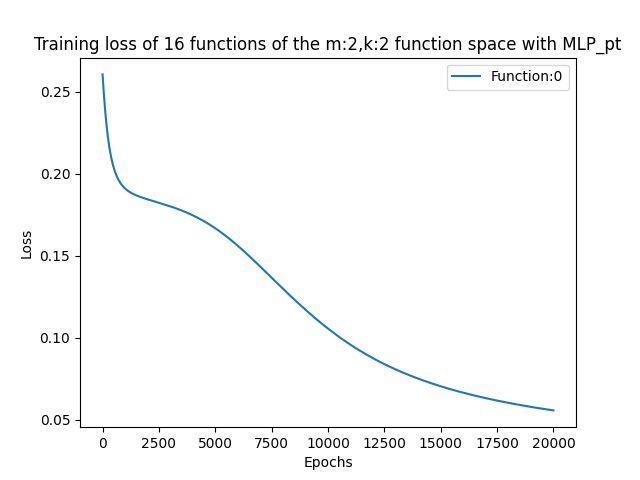 Training loss of 16 functions of the m:2,k:2 function space with MLP_pt
Function:0
Loss
0.25
0.20
0.15
0.10
0.05
0 2500 5000 7500 10000 12500 15000 17500 20000
Epochs